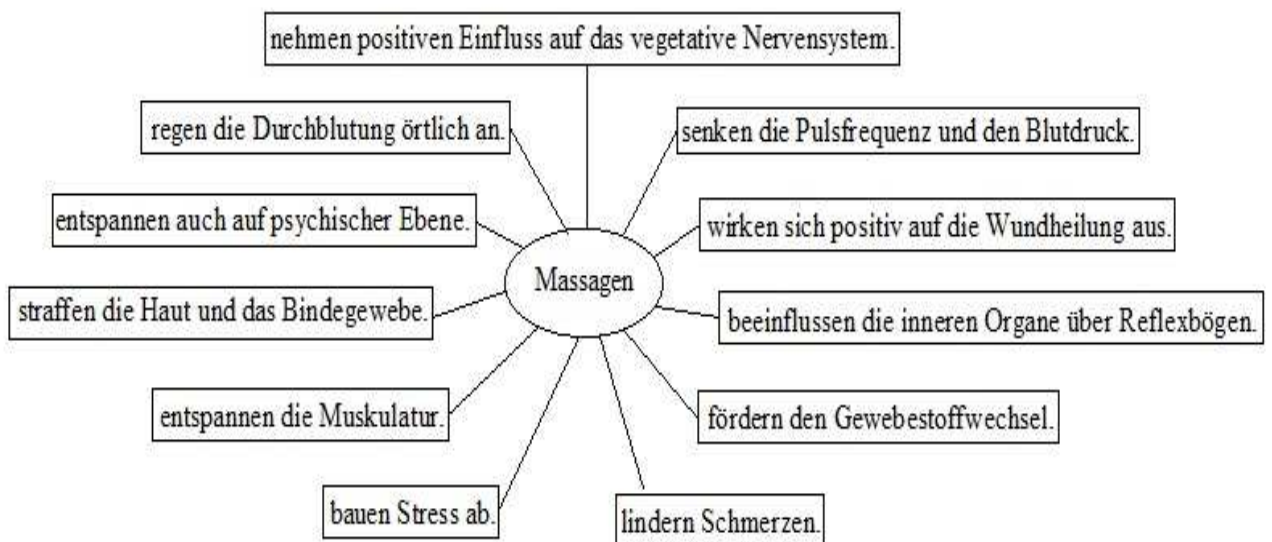 nehmen positiven Einfluss auf das vegetative Nervensystem.
regen die Durchblutung örtlich an.
senken die Pulsfrequenz und den Blutdruck.
entspannen auch auf psychischer Ebene.
wirken sich positiv auf die Wundheilung aus.
Massagen
straffen die Haut und das Bindegewebe.
beeinflussen die inneren Organe über Reflexbögen.
entspannen die Muskulatur.
fördern den Gewebestoffwechsel.
bauen Stress ab.
lindern Schmerzen.